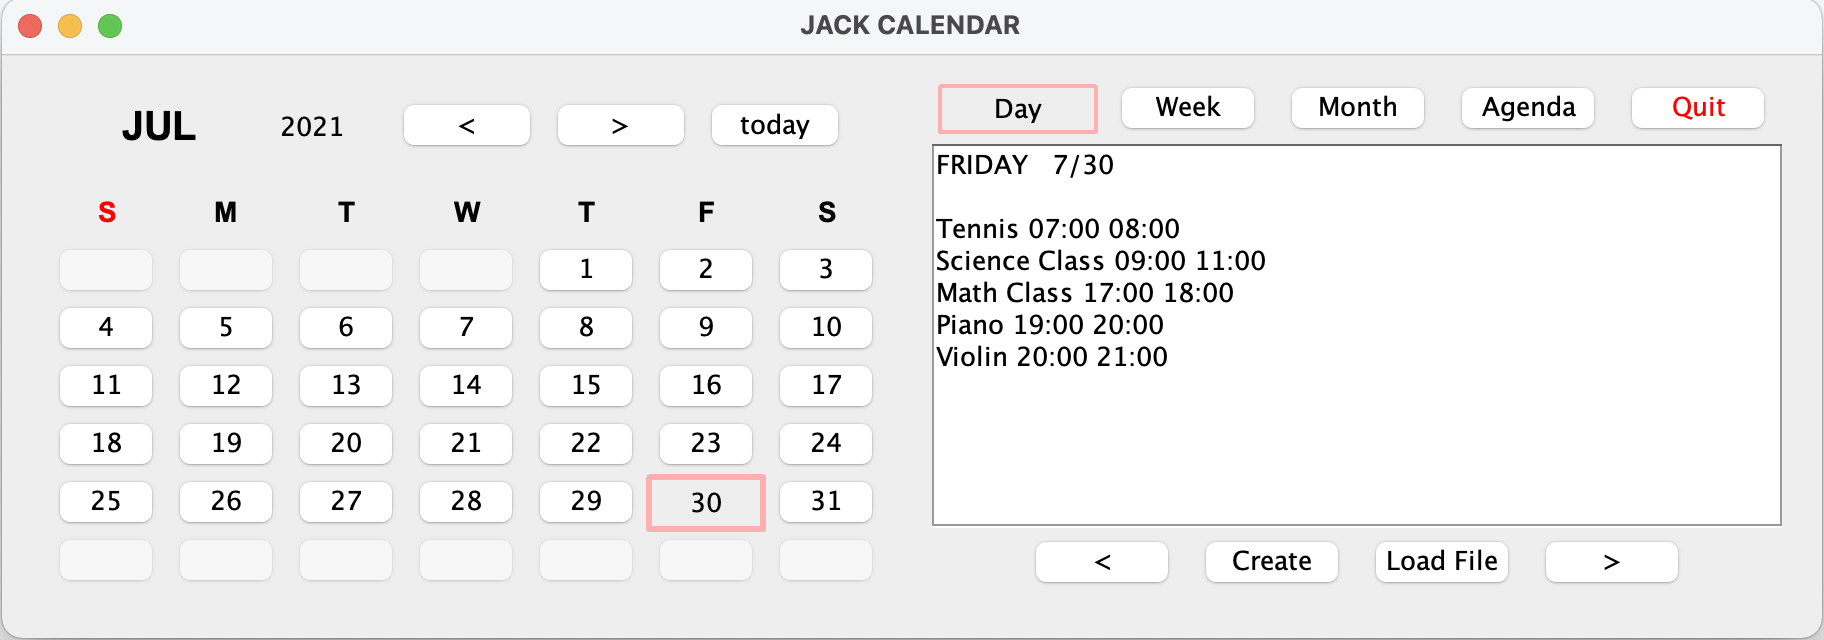 JACK CALENDAR
JUL 2021 < > today
S M T W T F S
1 2 3
4 5 6 7 8 9 10
11 12 13 14 15 16 17
18 19 20 21 22 23 24
25 26 27 28 29 30 31
Day Week Month Agenda Quit
FRIDAY 7/30
Tennis 07:00 08:00
Science Class 09:00 11:00
Math Class 17:00 18:00
Piano 19:00 20:00
Violin 20:00 21:00
< Create Load File >